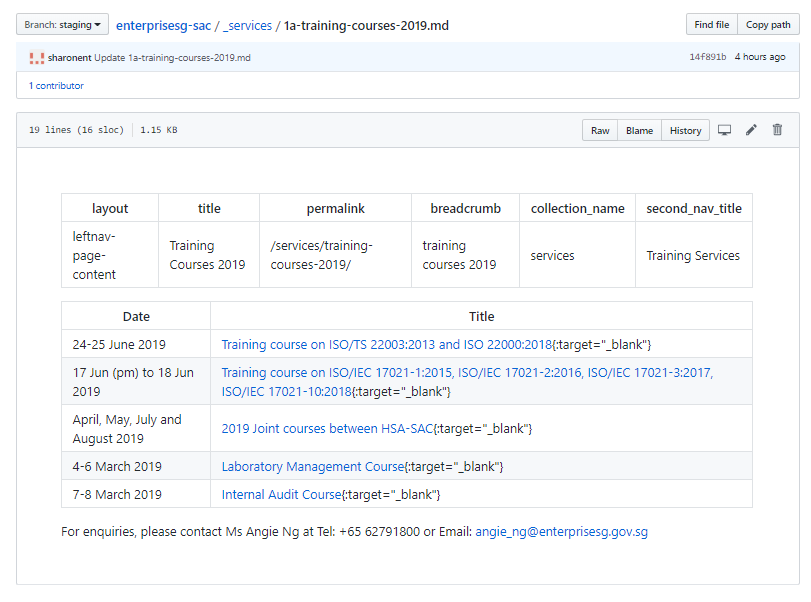 Branch: staging enterprisesg-sac / _services / 1a-training-courses-2019.md Find file Copy path
sharonent Update 1a-training-courses-2019.md 14f891b 4 hours ago
1 contributor
19 lines (16 sloc) 1.15 KB Raw Blame History
layout title permalink breadcrumb collection_name second_nav_title
leftnav-
page-
content
Training
Courses 2019
/services/training-
courses-2019/
training
courses 2019
services
Training Services
Date Title
24-25 June 2019 Training course on ISO/TS 22003:2013 and ISO 22000:2018{:target="_blank"}
17 Jun (pm) to 18 Jun
2019
Training course on ISO/IEC 17021-1:2015, ISO/IEC 17021-2:2016, ISO/IEC 17021-3:2017,
ISO/IEC 17021-10:2018{:target="_blank"}
April, May, July and
August 2019
2019 Joint courses between HSA-SAC{:target="_blank"}
4-6 March 2019 Laboratory Management Course{:target="_blank"}
7-8 March 2019 Internal Audit Course{:target="_blank"}
For enquiries, please contact Ms Angie Ng at Tel: +65 62791800 or Email: angie_ng@enterprisesg.gov.sg